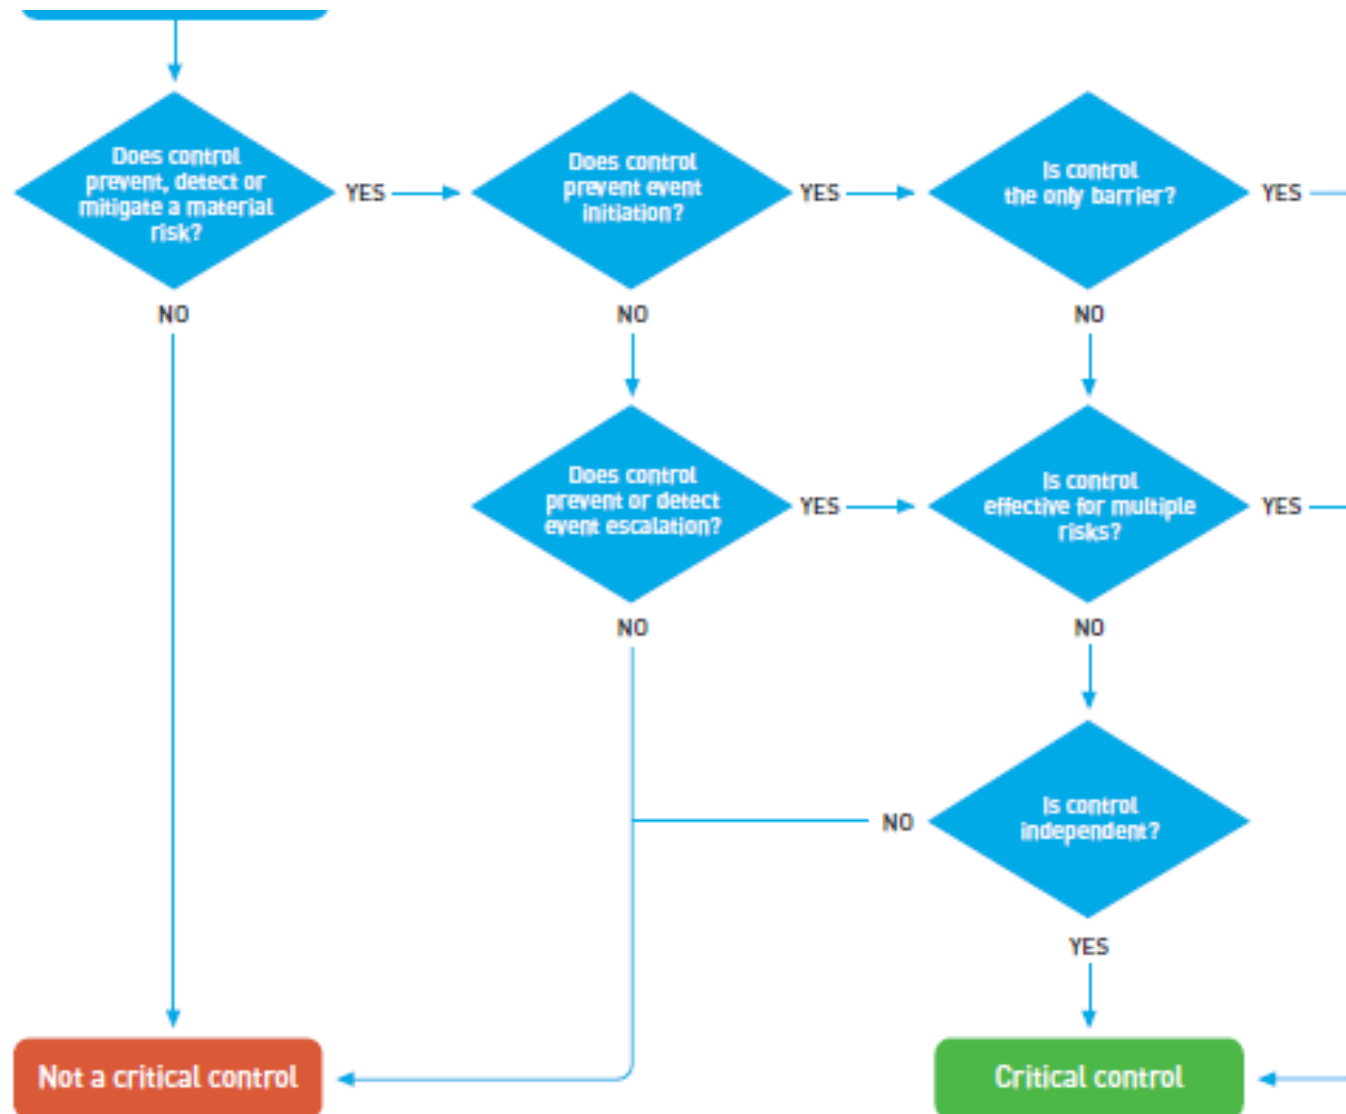 Does control
prevent, detect or
mitigate a material
risk?
YES
Does control
prevent event
initiation?
YES
Is control
the only barrier?
YES
NO
NO
NO
Does control
prevent or detect
event escalation?
YES
Is control
effective for multiple
risks?
YES
NO
NO
NO
Is control
independent?
YES
Not a critical control
Critical control